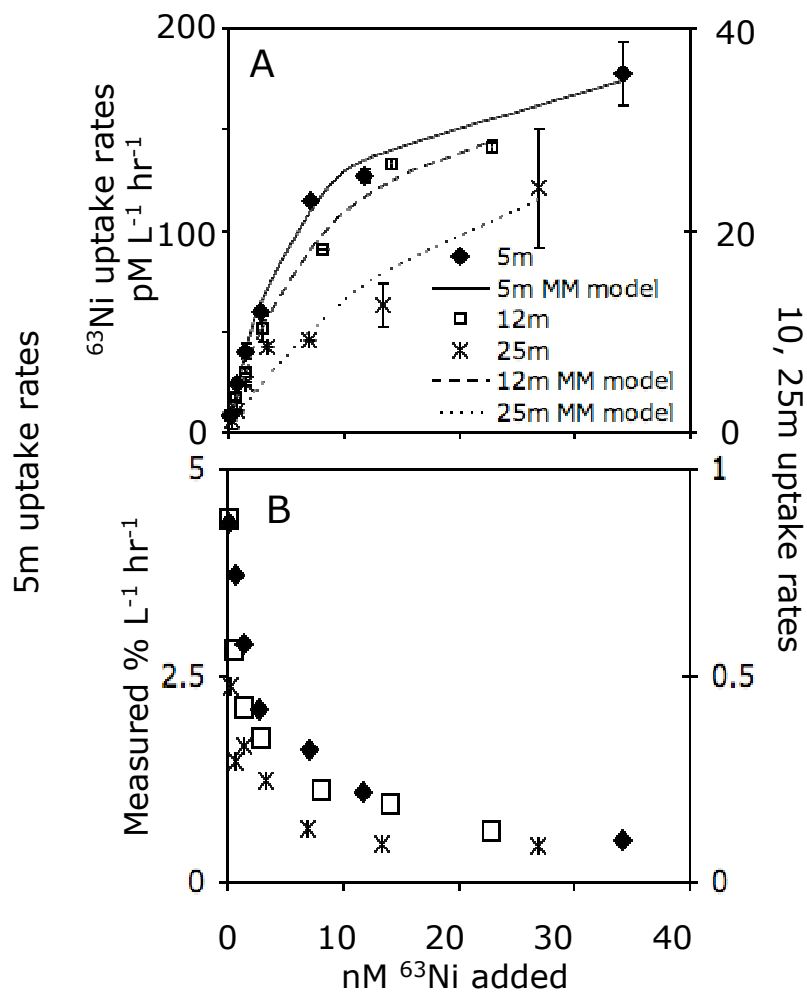 200
40
A
63Ni uptake rates
pM L-1 hr-1
100
20
0
0
5m
5m MM model
12m
25m
12m MM model
25m MM model
5m uptake rates
10, 25m uptake rates
5
1
B
Measured % L-1 hr-1
2.5
0.5
0
0
0 10 20 30 40
nM 63Ni added